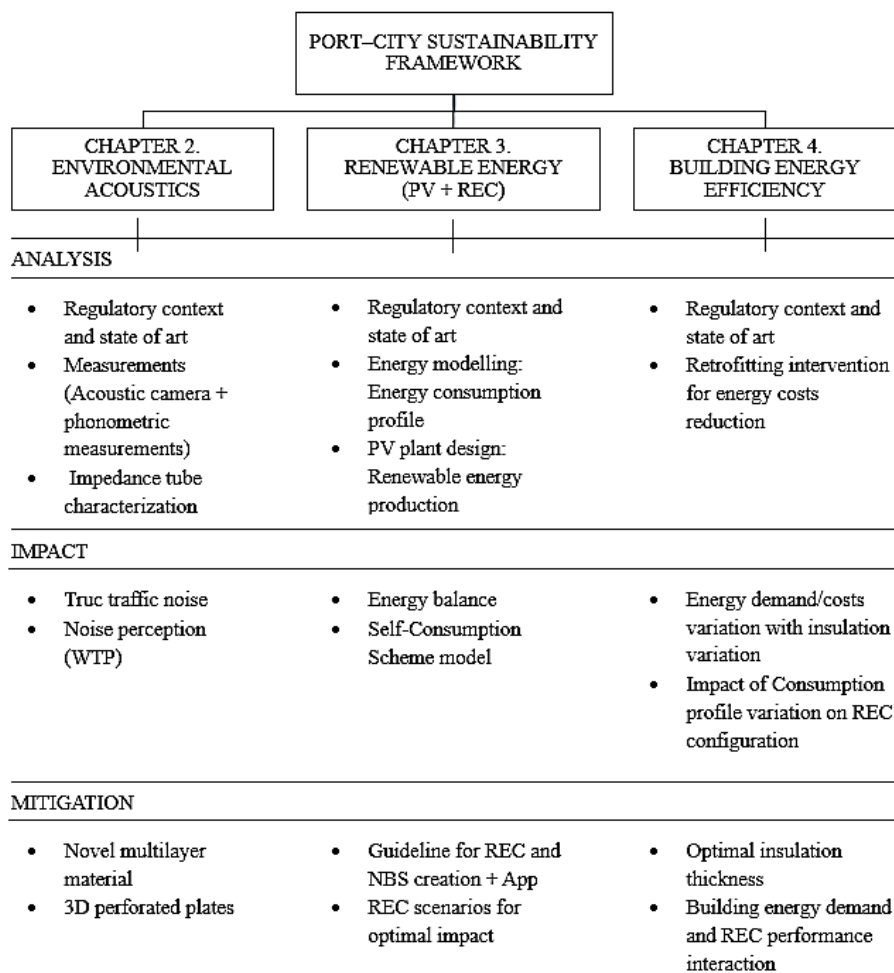 PORT–CITY SUSTAINABILITY
FRAMEWORK
CHAPTER 2.
ENVIRONMENTAL
ACOUSTICS
CHAPTER 3.
RENEWABLE ENERGY
(PV + REC)
CHAPTER 4.
BUILDING ENERGY
EFFICIENCY
ANALYSIS
• Regulatory context
and state of art
• Measurements
(Acoustic camera +
phonometric
measurements)
• Impedance tube
characterization
• Regulatory context and
state of art
• Energy modelling:
Energy consumption
profile
• PV plant design:
Renewable energy
production
• Regulatory context and
state of art
• Retrofitting intervention
for energy costs
reduction
IMPACT
• Truc traffic noise
• Noise perception
(WTP)
• Energy balance
• Self-Consumption
Scheme model
• Energy demand/costs
variation with insulation
variation
• Impact of Consumption
profile variation on REC
configuration
MITIGATION
• Novel multilayer
material
• 3D perforated plates
• Guideline for REC and
NBS creation + App
• REC scenarios for
optimal impact
• Optimal insulation
thickness
• Building energy demand
and REC performance
interaction